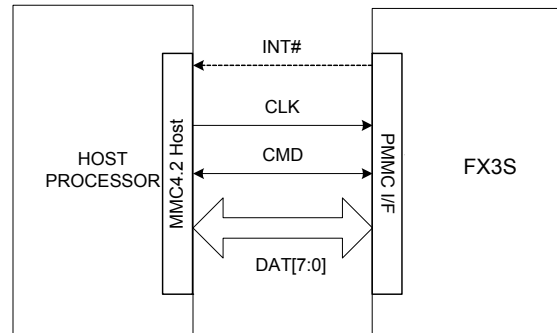 INT#
CLK
CMD
DAT[7:0]
HOST
PROCESSOR
MMC4.2 Host
PMMC I/F
FX3S